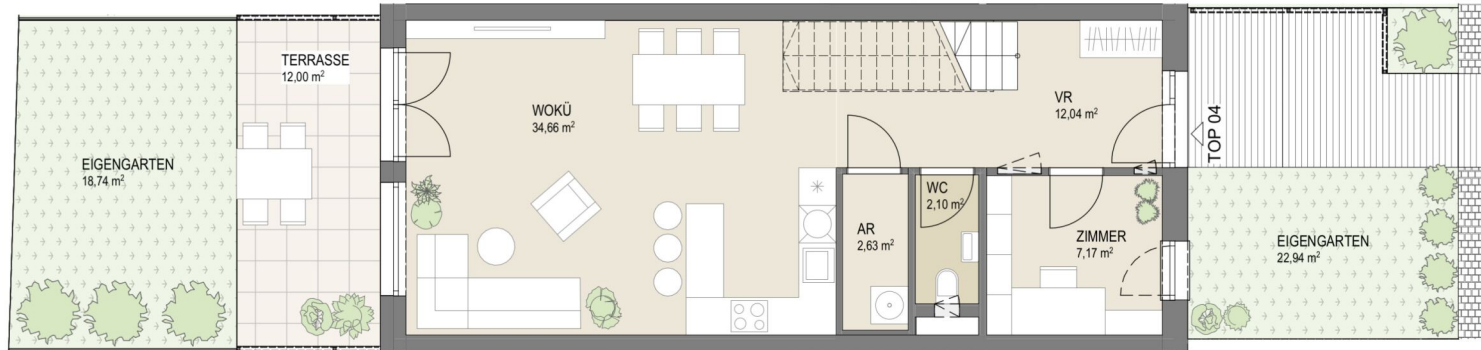 TERRASSE
12,00 m²
EIGENGARTEN
18,74 m²
WOKÜ
34,66 m²
VR
12,04 m²
TOP 04
WC
2,10 m²
AR
2,63 m²
ZIMMER
7,17 m²
EIGENGARTEN
22,94 m²